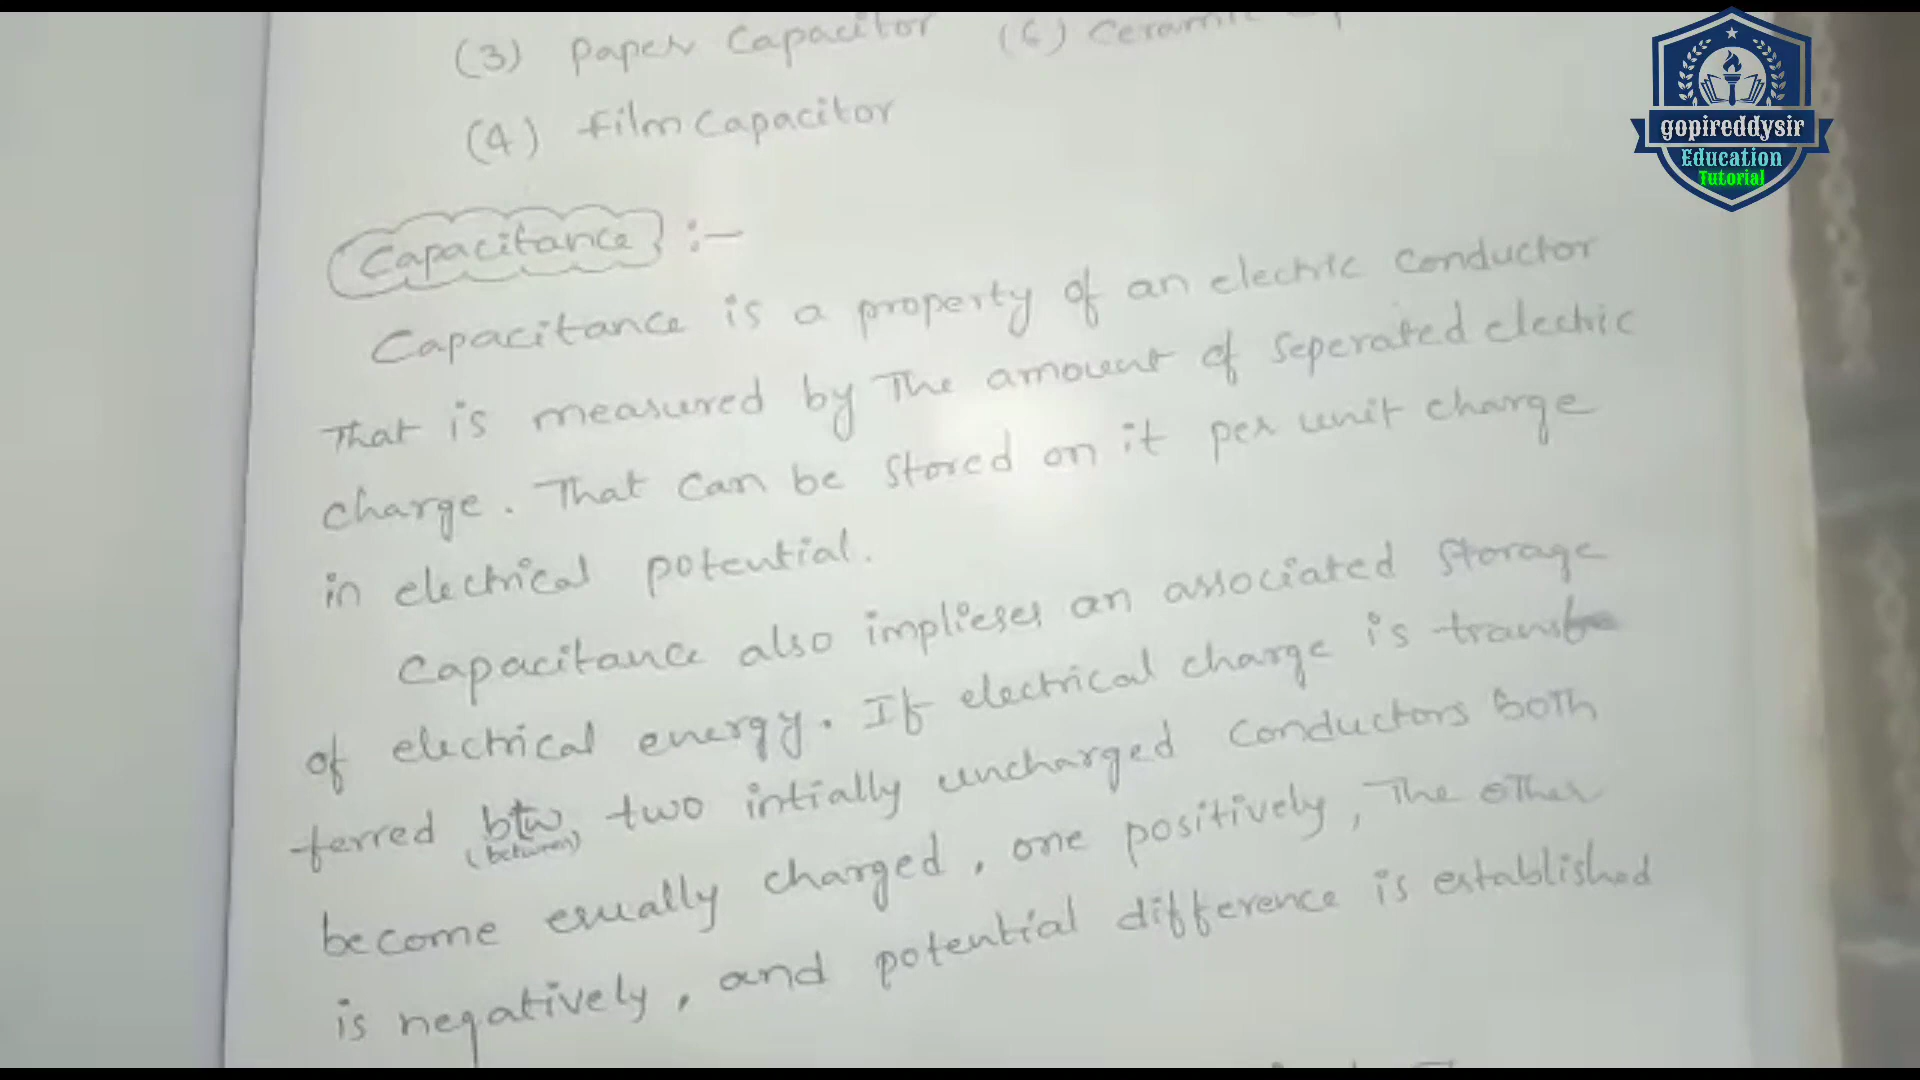 (3) Paper Capacitor (6) Ceramic
(4) film Capacitor
Capacitance :-
Capacitance is a property of an electric conductor
That is measured by The amount of Seperated electric
charge. That can be stored on it per unit charge
in electrical potential.
Capacitance also implieses an associated storage
of electrical energy. If electrical charge is trans
ferred btw two intially uncharged conductors Both
(between)
become equally charged, one positively, The other
is negatively, and potential difference is established
gopireddysir
Education
Tutorial